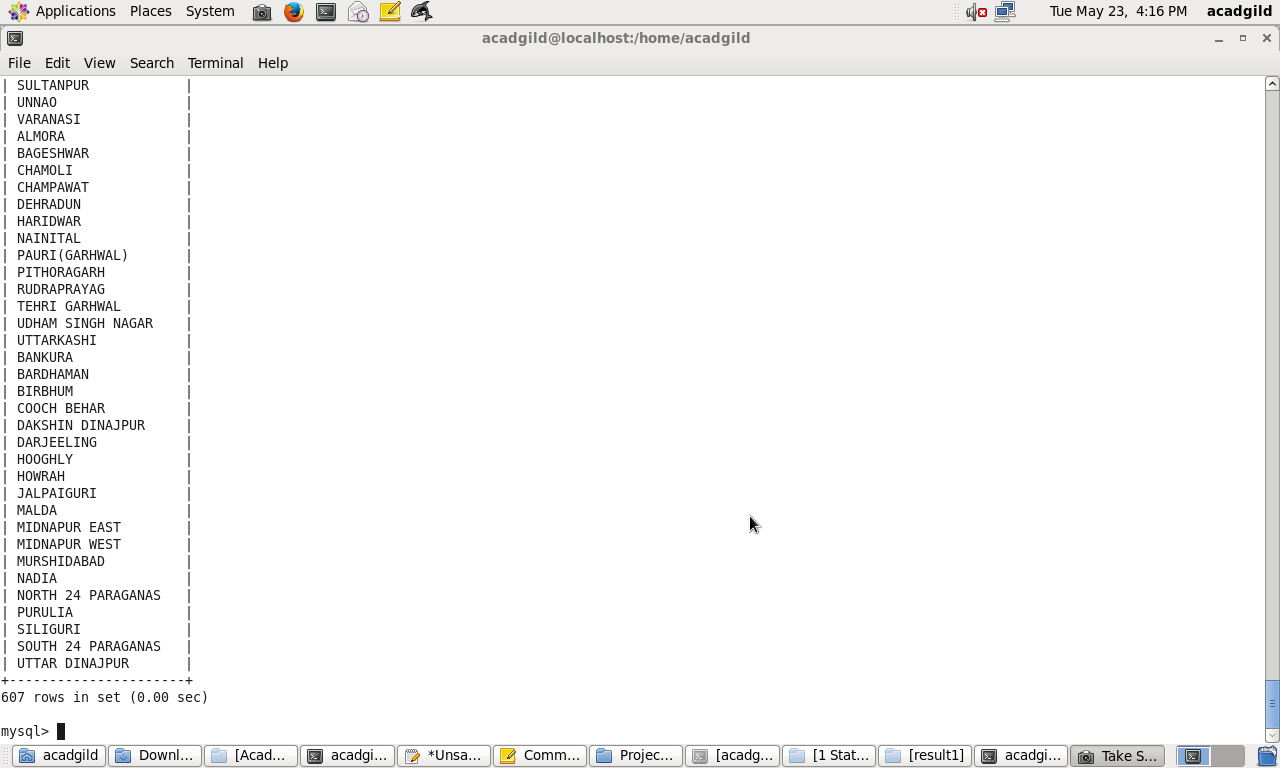 Applications Places System Tue May 23, 4:16 PM acadgild
acadgild@localhost:/home/acadgild
File Edit View Search Terminal Help
| SULTANPUR |
| UNNAO |
| VARANASI |
| ALMORA |
| BAGESHWAR |
| CHAMOLI |
| CHAMPAWAT |
| DEHRADUN |
| HARIDWAR |
| NAINITAL |
| PAURI(GARHWAL) |
| PITHORAGARH |
| RUDRAPRAYAG |
| TEHRI GARHWAL |
| UDHAM SINGH NAGAR |
| UTTARKASHI |
| BANKURA |
| BARDHAMAN |
| BIRBHUM |
| COOCH BEHAR |
| DAKSHIN DINAJPUR |
| DARJEELING |
| HOOGHLY |
| HOWRAH |
| JALPAIGURI |
| MALDA |
| MIDNAPUR EAST |
| MIDNAPUR WEST |
| MURSHIDABAD |
| NADIA |
| NORTH 24 PARAGANAS |
| PURULIA |
| SILIGURI |
| SOUTH 24 PARAGANAS |
| UTTAR DINAJPUR |
+----------------------+
607 rows in set (0.00 sec)
mysql>
acadgild Downl... [Acad... acadgi... *Unsa... Comm... Projec... [acadg... [1 Stat... [result1] acadgi... Take S...